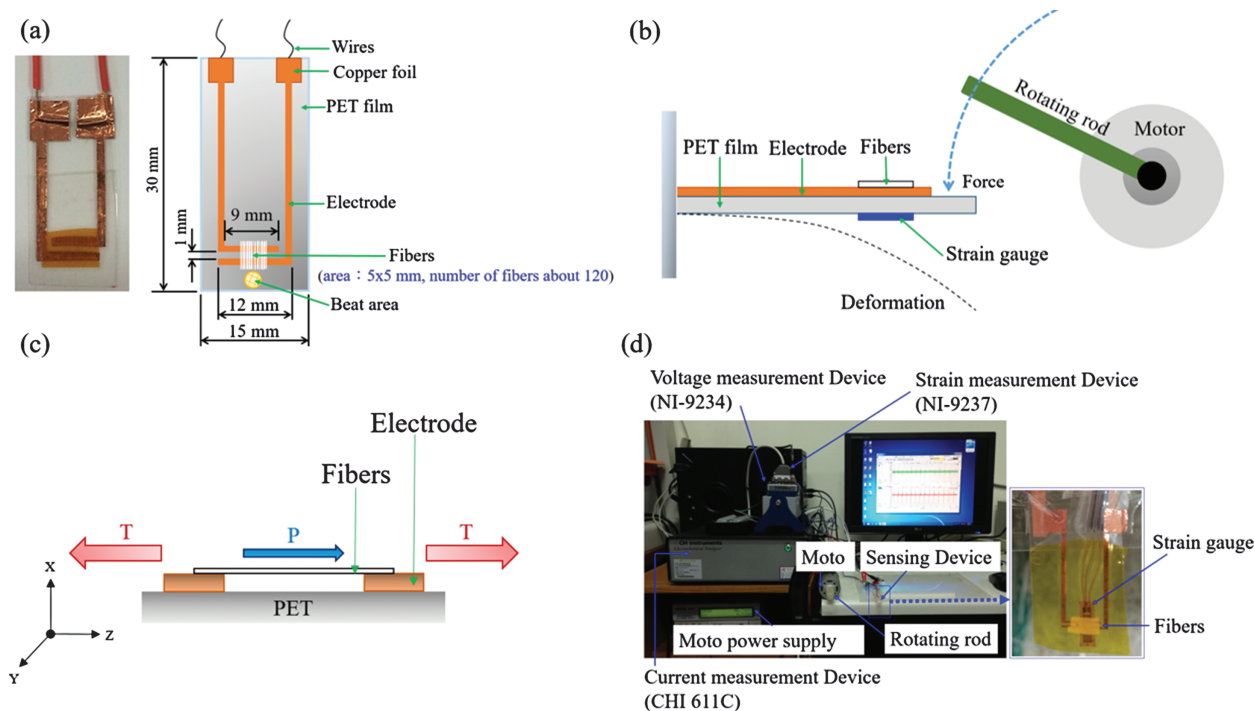 (a)
Wires
Copper foil
PET film
30 mm
Electrode
9 mm
1 mm
Fibers
(area：5x5 mm, number of fibers about 120)
Beat area
12 mm
15 mm
(b)
Rotating rod
Motor
PET film
Electrode
Fibers
Force
Strain gauge
Deformation
(c)
Electrode
Fibers
T
P
T
PET
X
Z
Y
(d)
Voltage measurement Device
(NI-9234)
Strain measurement Device
(NI-9237)
CH Instruments
Moto
Sensing Device
Moto power supply
Rotating rod
Strain gauge
Fibers
Current measurement Device
(CHI 611C)